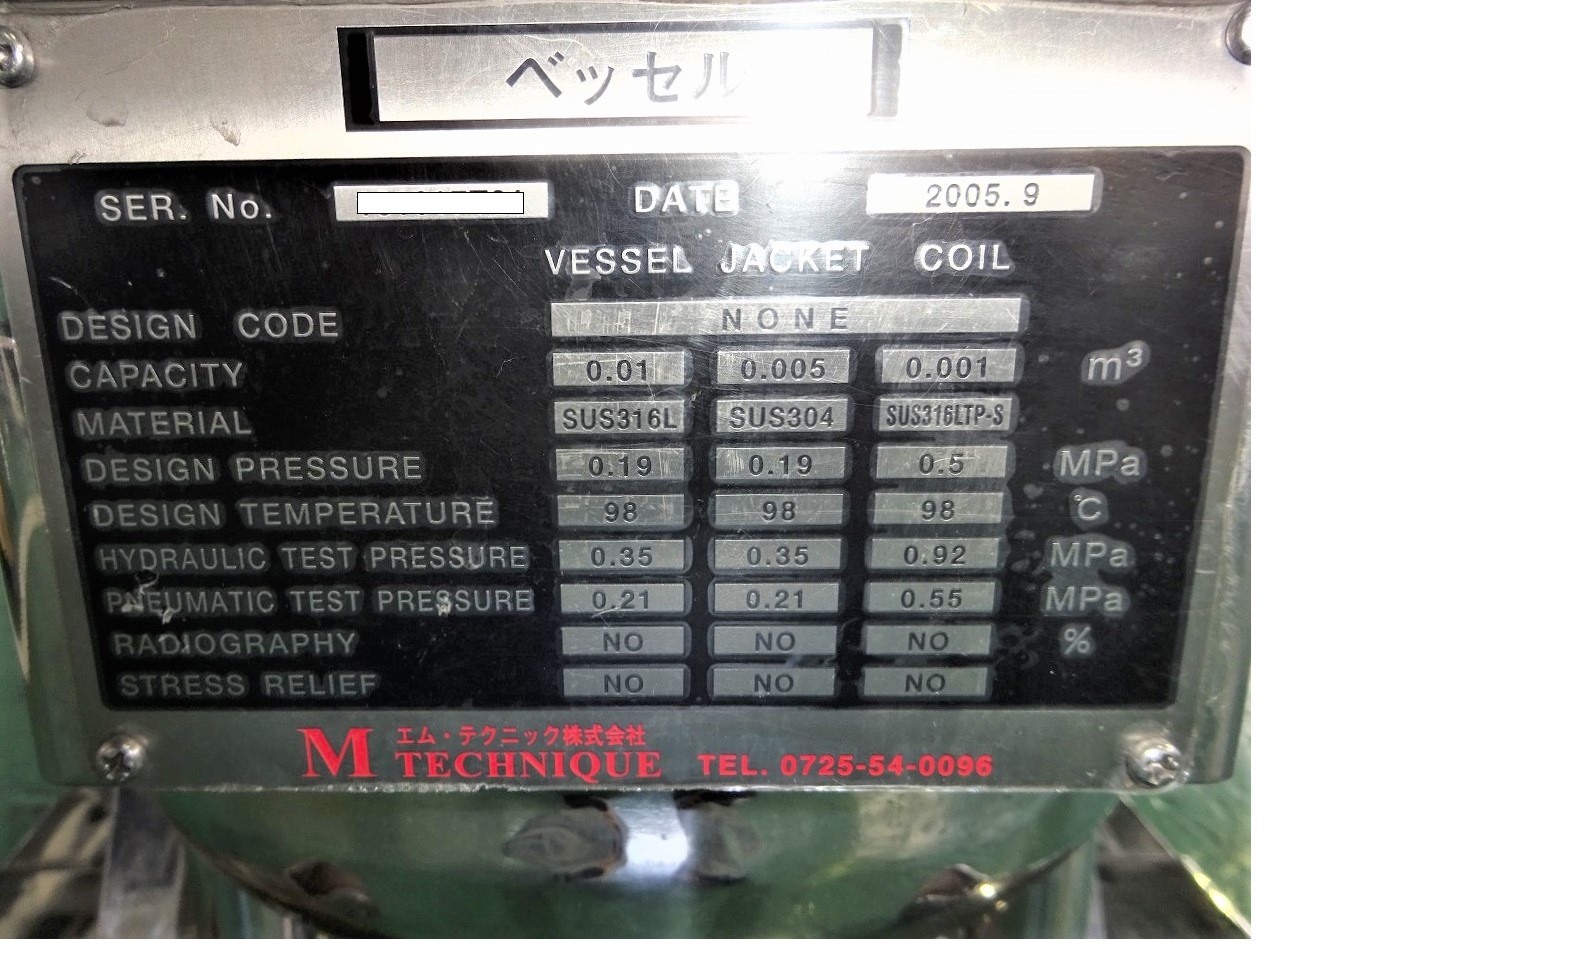 ベッセル
SER. No. DATE 2005.9
VESSEL JACKET COIL
DESIGN CODE NONE
CAPACITY 0.01 0.005 0.001 m³
MATERIAL SUS316L SUS304 SUS316LTP-S
DESIGN PRESSURE 0.19 0.19 0.5 MPa
DESIGN TEMPERATURE 98 98 98 ℃
HYDRAULIC TEST PRESSURE 0.35 0.35 0.92 MPa
PNEUMATIC TEST PRESSURE 0.21 0.21 0.55 MPa
RADIOGRAPHY NO NO NO %
STRESS RELIEF NO NO NO
エム・テクニック株式会社
M TECHNIQUE TEL. 0725-54-0096